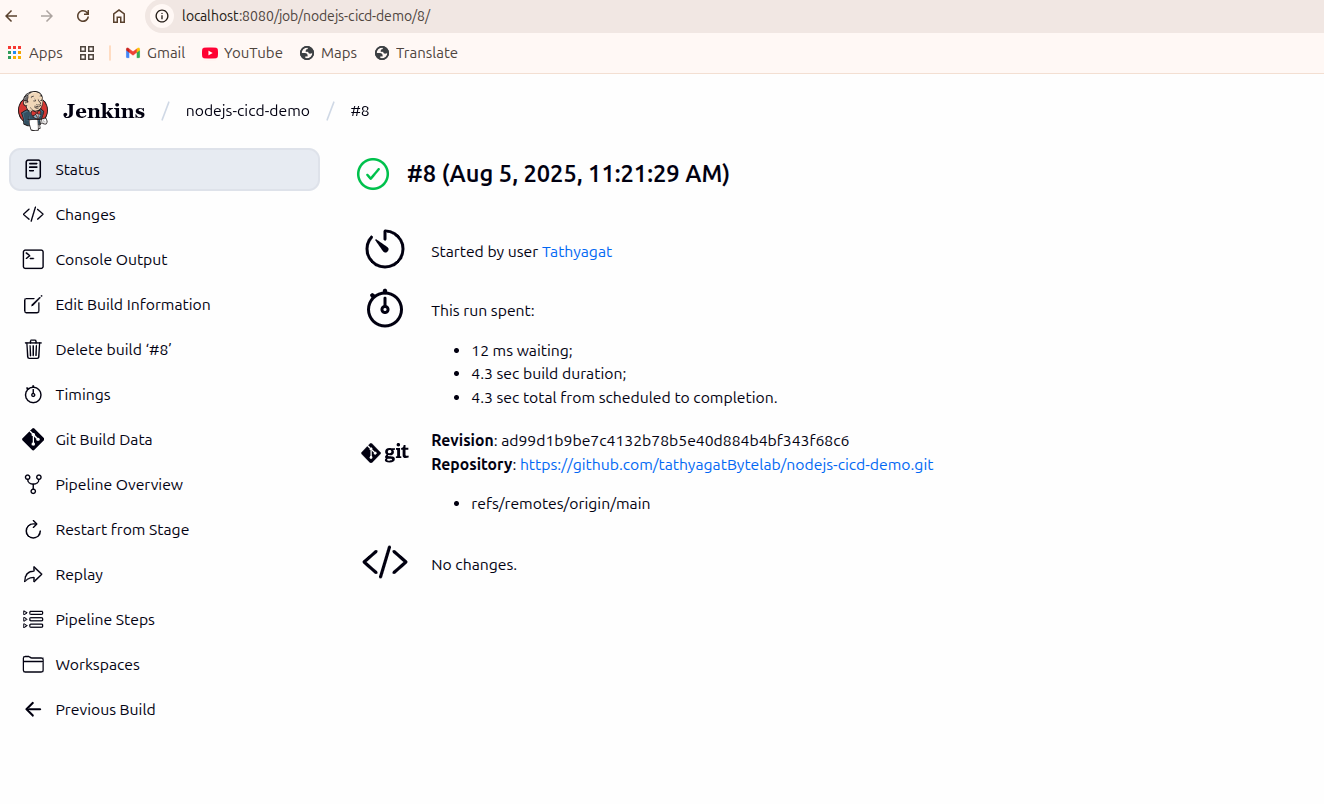 localhost:8080/job/nodejs-cicd-demo/8/
Apps Gmail YouTube Maps Translate
Jenkins / nodejs-cicd-demo / #8
Status
Changes
Console Output
Edit Build Information
Delete build ‘#8’
Timings
Git Build Data
Pipeline Overview
Restart from Stage
Replay
Pipeline Steps
Workspaces
Previous Build
#8 (Aug 5, 2025, 11:21:29 AM)
Started by user Tathyagat
This run spent:
• 12 ms waiting;
• 4.3 sec build duration;
• 4.3 sec total from scheduled to completion.
git
Revision: ad99d1b9be7c4132b78b5e40d884b4bf343f68c6
Repository: https://github.com/tathyagatBytelab/nodejs-cicd-demo.git
• refs/remotes/origin/main
No changes.